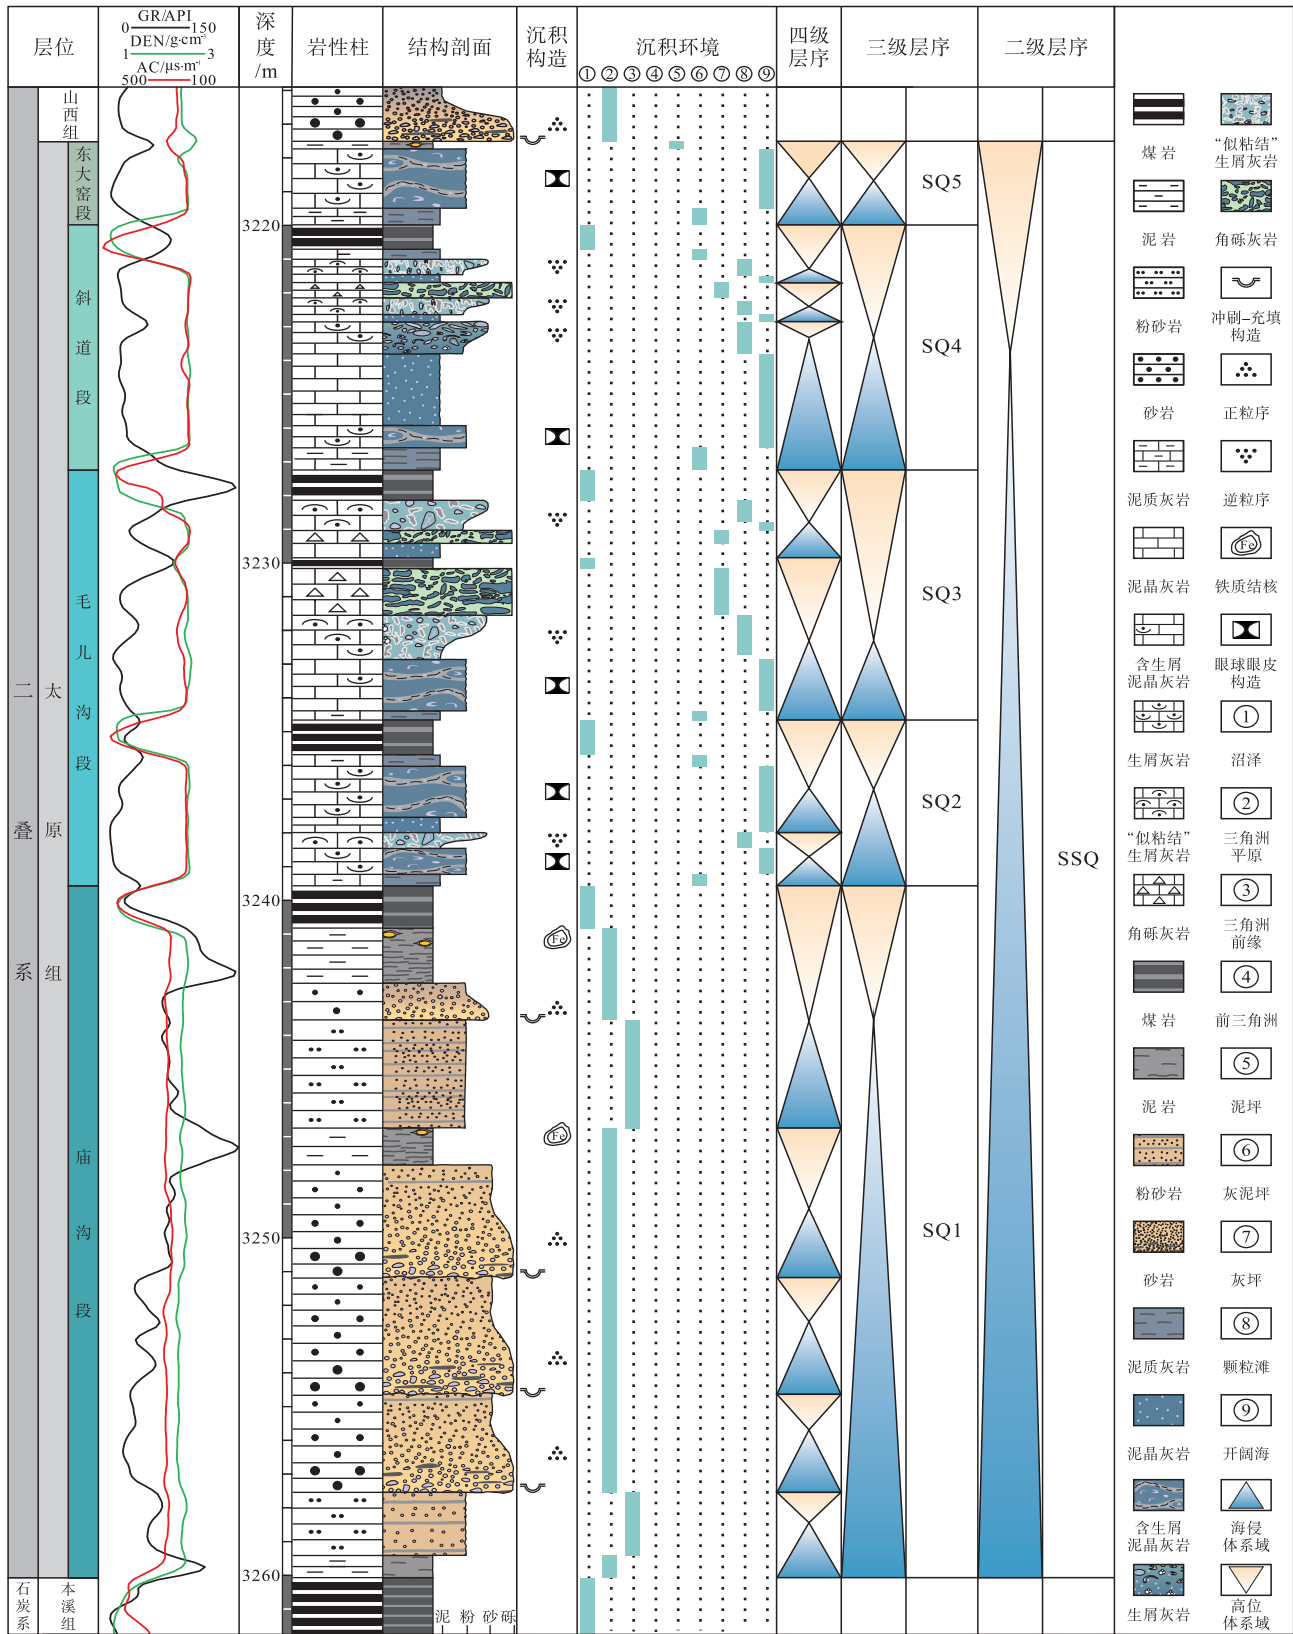 层位
GR/API
0 150
DEN/g·cm⁻³
1 3
AC/μs·m⁻¹
500 100
深度/m
岩性柱
结构剖面
沉积构造
沉积环境
① ② ③ ④ ⑤ ⑥ ⑦ ⑧ ⑨
四级层序
三级层序
二级层序
二叠系
石炭系
山西组
太原组
本溪组
东大窑段
斜道段
毛儿沟段
庙沟段
3220
3230
3240
3250
3260
Fe
Fe
泥 粉 砂 砾
SQ5
SQ4
SQ3
SQ2
SQ1
SSQ
煤岩
“似粘结”
生屑灰岩
泥岩
角砾灰岩
粉砂岩
冲刷–充填
构造
砂岩
正粒序
泥质灰岩
逆粒序
泥晶灰岩
Fe
铁质结核
含生屑
泥晶灰岩
眼球眼皮
构造
生屑灰岩
①
沼泽
“似粘结”
生屑灰岩
②
三角洲
平原
角砾灰岩
③
三角洲
前缘
煤岩
④
前三角洲
泥岩
⑤
泥坪
粉砂岩
⑥
灰泥坪
砂岩
⑦
灰坪
泥质灰岩
⑧
颗粒滩
泥晶灰岩
⑨
开阔海
含生屑
泥晶灰岩
海侵
体系域
生屑灰岩
高位
体系域